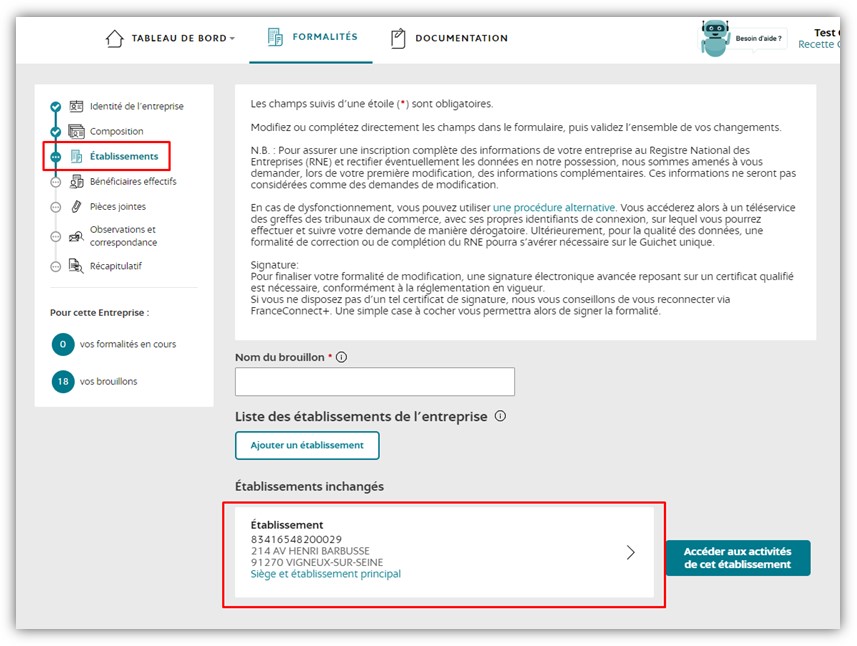 TABLEAU DE BORD
FORMALITÉS
DOCUMENTATION
Besoin d'aide ?
Test
Recette
Identité de l'entreprise
Composition
Établissements
Bénéficiaires effectifs
Pièces jointes
Observations et
correspondance
Récapitulatif
Pour cette Entreprise :
0 vos formalités en cours
18 vos brouillons
Les champs suivis d'une étoile (*) sont obligatoires.
Modifiez ou complétez directement les champs dans le formulaire, puis validez l'ensemble de vos changements.
N.B. : Pour assurer une inscription complète des informations de votre entreprise au Registre National des
Entreprises (RNE) et rectifier éventuellement les données en notre possession, nous sommes amenés à vous
demander, lors de votre première modification, des informations complémentaires. Ces informations ne seront pas
considérées comme des demandes de modification.
En cas de dysfonctionnement, vous pouvez utiliser une procédure alternative. Vous accéderez alors à un téléservice
des greffes des tribunaux de commerce, avec ses propres identifiants de connexion, sur lequel vous pourrez
effectuer et suivre votre demande de manière dérogatoire. Ultérieurement, pour la qualité des données, une
formalité de correction ou de complétion du RNE pourra s'avérer nécessaire sur le Guichet unique.
Signature:
Pour finaliser votre formalité de modification, une signature électronique avancée reposant sur un certificat qualifié
est nécessaire, conformément à la réglementation en vigueur.
Si vous ne disposez pas d'un tel certificat de signature, nous vous conseillons de vous reconnecter via
FranceConnect+. Une simple case à cocher vous permettra alors de signer la formalité.
Nom du brouillon *
Liste des établissements de l'entreprise
Ajouter un établissement
Établissements inchangés
Établissement
83416548200029
214 AV HENRI BARBUSSE
91270 VIGNEUX-SUR-SEINE
Siège et établissement principal
Accéder aux activités
de cet établissement